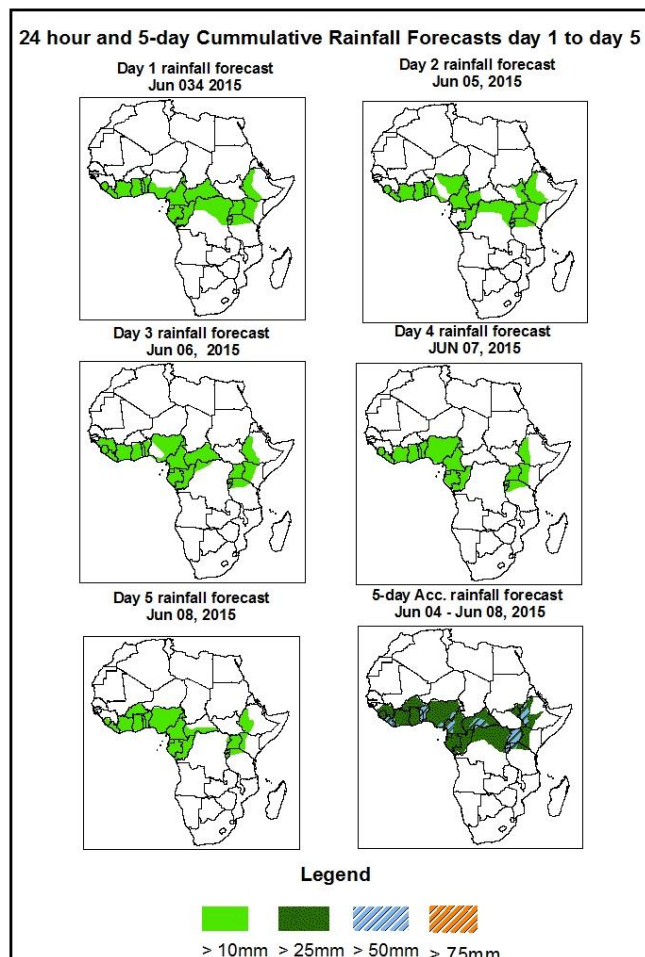 24 hour and 5-day Cummulative Rainfall Forecasts day 1 to day 5
Day 1 rainfall forecast
Jun 034 2015
Day 2 rainfall forecast
Jun 05, 2015
Day 3 rainfall forecast
Jun 06, 2015
Day 4 rainfall forecast
JUN 07, 2015
Day 5 rainfall forecast
Jun 08, 2015
5-day Acc. rainfall forecast
Jun 04 - Jun 08, 2015
Legend
> 10mm > 25mm > 50mm > 75mm